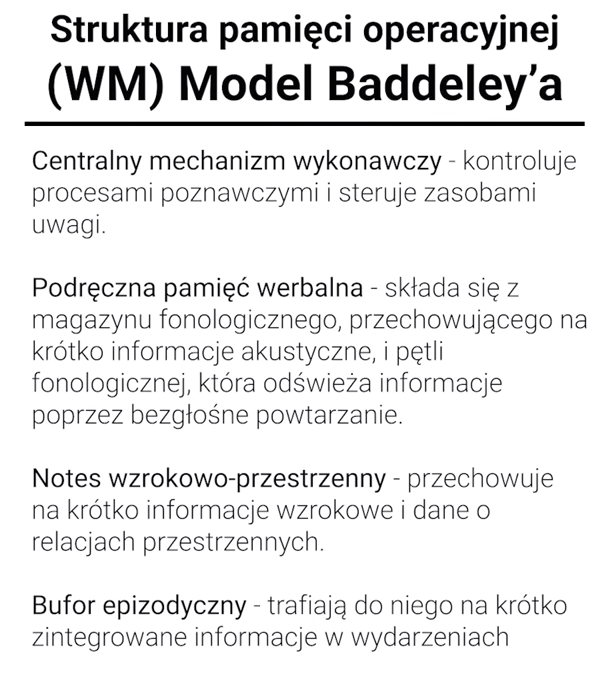 Struktura pamięci operacyjnej
(WM) Model Baddeley’a
Centralny mechanizm wykonawczy - kontroluje
procesami poznawczymi i steruje zasobami
uwagi.
Podręczna pamięć werbalna - składa się z
magazynu fonologicznego, przechowującego na
krótko informacje akustyczne, i pętli
fonologicznej, która odświeża informacje
poprzez bezgłośne powtarzanie.
Notes wzrokowo-przestrzenny - przechowuje
na krótko informacje wzrokowe i dane o
relacjach przestrzennych.
Bufor epizodyczny - trafiają do niego na krótko
zintegrowane informacje w wydarzeniach